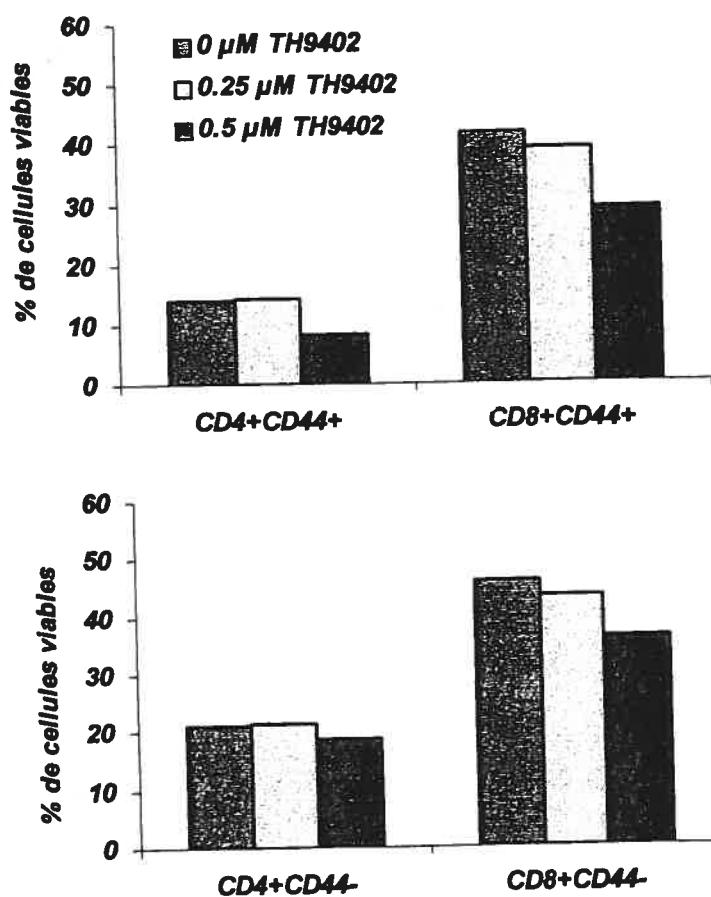 60
50
40
30
20
10
0
% de cellules viables
0 µM TH9402
0.25 µM TH9402
0.5 µM TH9402
CD4+CD44+
CD8+CD44+
60
50
40
30
20
10
0
% de cellules viables
CD4+CD44-
CD8+CD44-